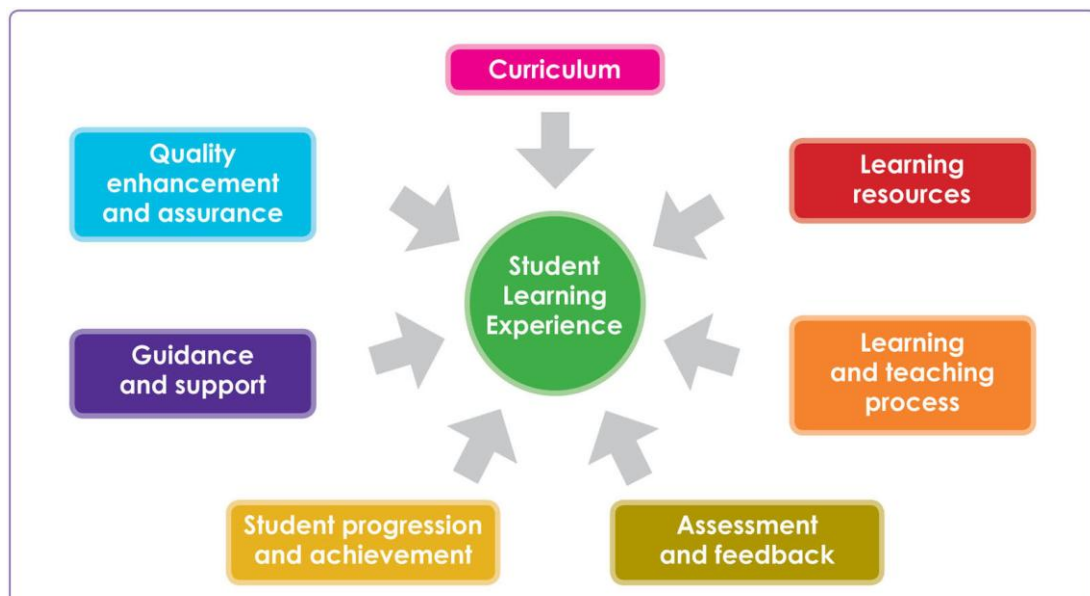 Curriculum
Quality
enhancement
and assurance
Learning
resources
Student
Learning
Experience
Guidance
and support
Learning
and teaching
process
Student progression
and achievement
Assessment
and feedback